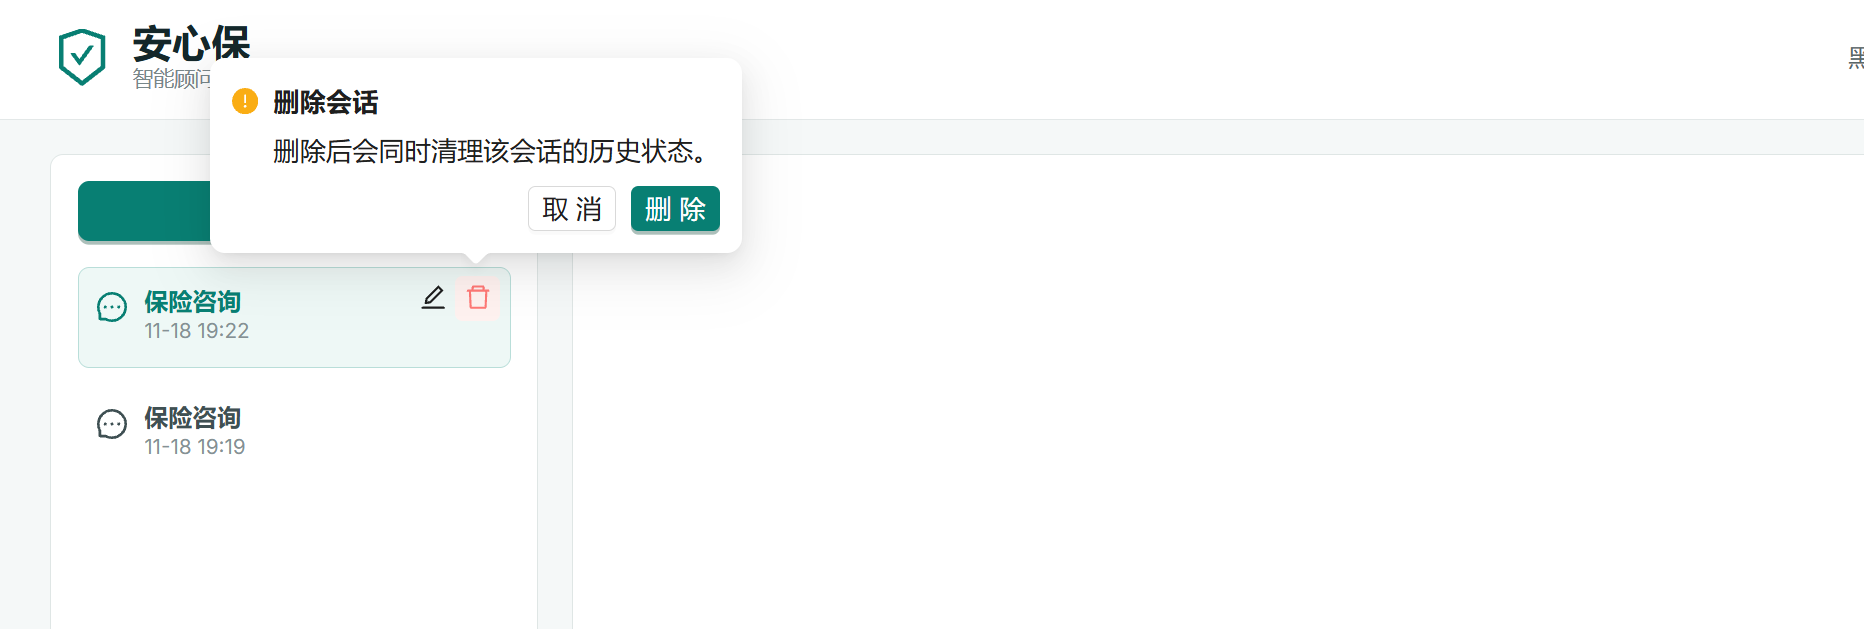 安心保
智能顾问
黑
删除会话
删除后会同时清理该会话的历史状态。
取 消
删 除
保险咨询
11-18 19:22
保险咨询
11-18 19:19